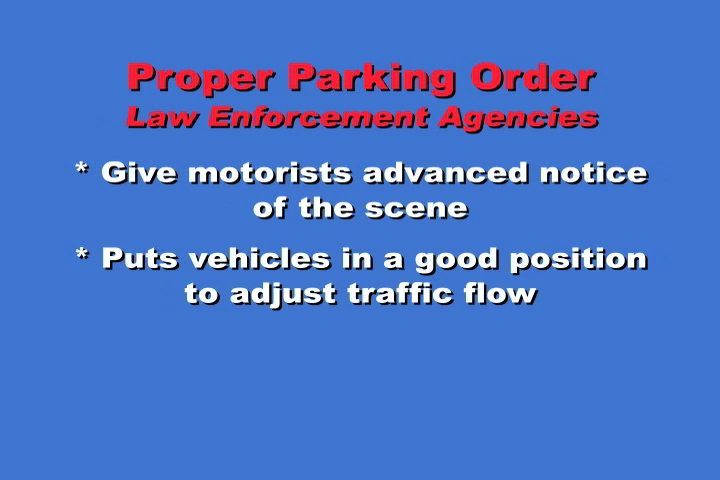 Proper Parking Order
Law Enforcement Agencies
* Give motorists advanced notice
of the scene
* Puts vehicles in a good position
to adjust traffic flow